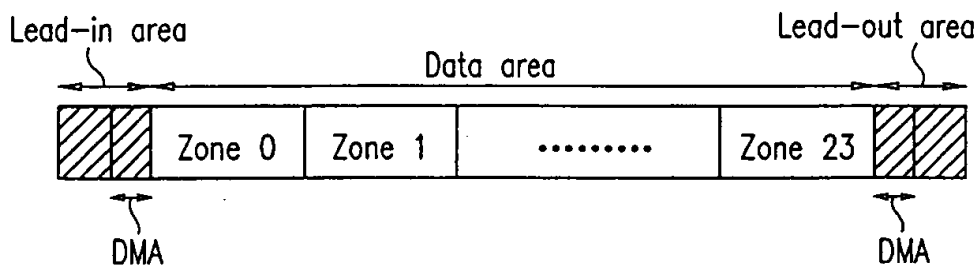 Lead-in area
Lead-out area
Data area
Zone 0
Zone 1
.........
Zone 23
DMA
DMA